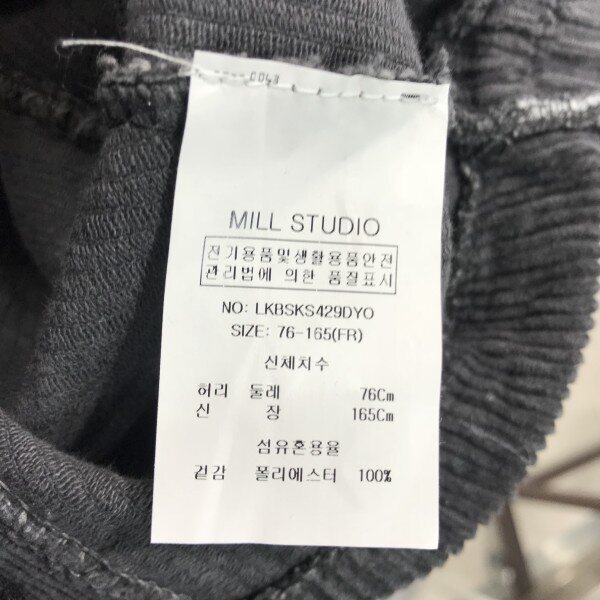 MILL STUDIO
전기용품및생활용품안전
관리법에 의한 품질표시
NO: LKBSKS429DYO
SIZE: 76-165(FR)
신체치수
허리 둘레 76Cm
신 장 165Cm
섬유혼용율
겉감 폴리에스터 100%